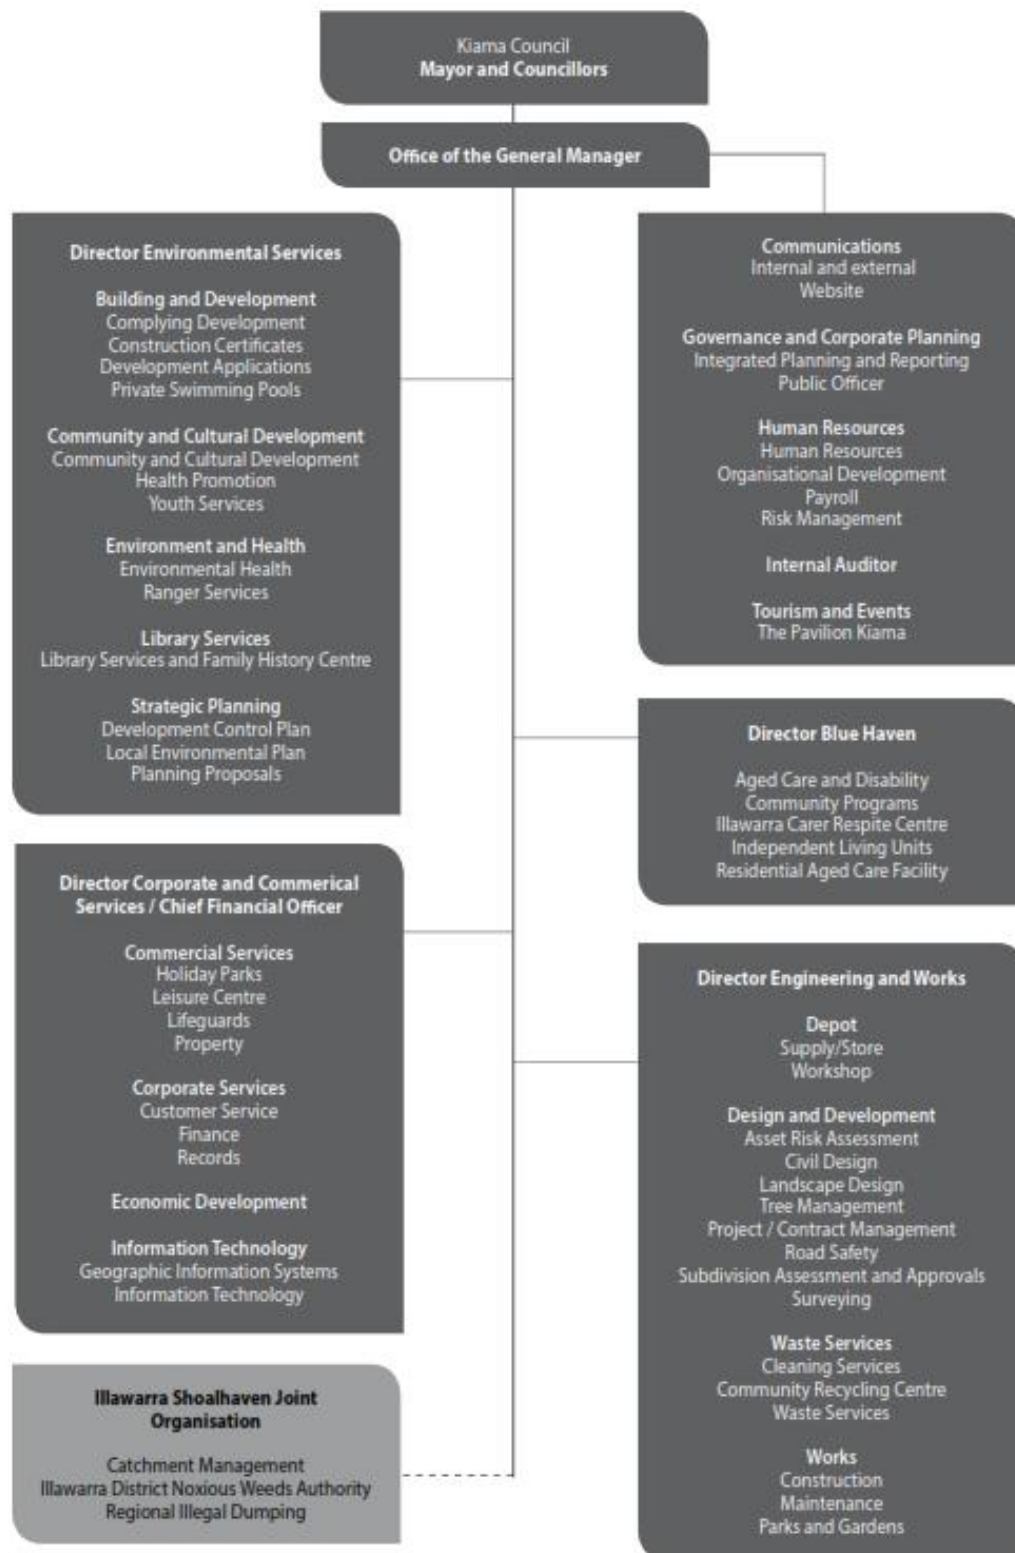 Kiama Council
Mayor and Councillors
Office of the General Manager
Director Environmental Services
Building and Development
Complying Development
Construction Certificates
Development Applications
Private Swimming Pools
Community and Cultural Development
Community and Cultural Development
Health Promotion
Youth Services
Environment and Health
Environmental Health
Ranger Services
Library Services
Library Services and Family History Centre
Strategic Planning
Development Control Plan
Local Environmental Plan
Planning Proposals
Communications
Internal and external
Website
Governance and Corporate Planning
Integrated Planning and Reporting
Public Officer
Human Resources
Human Resources
Organisational Development
Payroll
Risk Management
Internal Auditor
Tourism and Events
The Pavilion Kiama
Director Blue Haven
Aged Care and Disability
Community Programs
Illawarra Carer Respite Centre
Independent Living Units
Residential Aged Care Facility
Director Corporate and Commerical
Services / Chief Financial Officer
Commercial Services
Holiday Parks
Leisure Centre
Lifeguards
Property
Corporate Services
Customer Service
Finance
Records
Economic Development
Information Technology
Geographic Information Systems
Information Technology
Director Engineering and Works
Depot
Supply/Store
Workshop
Design and Development
Asset Risk Assessment
Civil Design
Landscape Design
Tree Management
Project / Contract Management
Road Safety
Subdivision Assessment and Approvals
Surveying
Waste Services
Cleaning Services
Community Recycling Centre
Waste Services
Works
Construction
Maintenance
Parks and Gardens
Illawarra Shoalhaven Joint
Organisation
Catchment Management
Illawarra District Noxious Weeds Authority
Regional Illegal Dumping